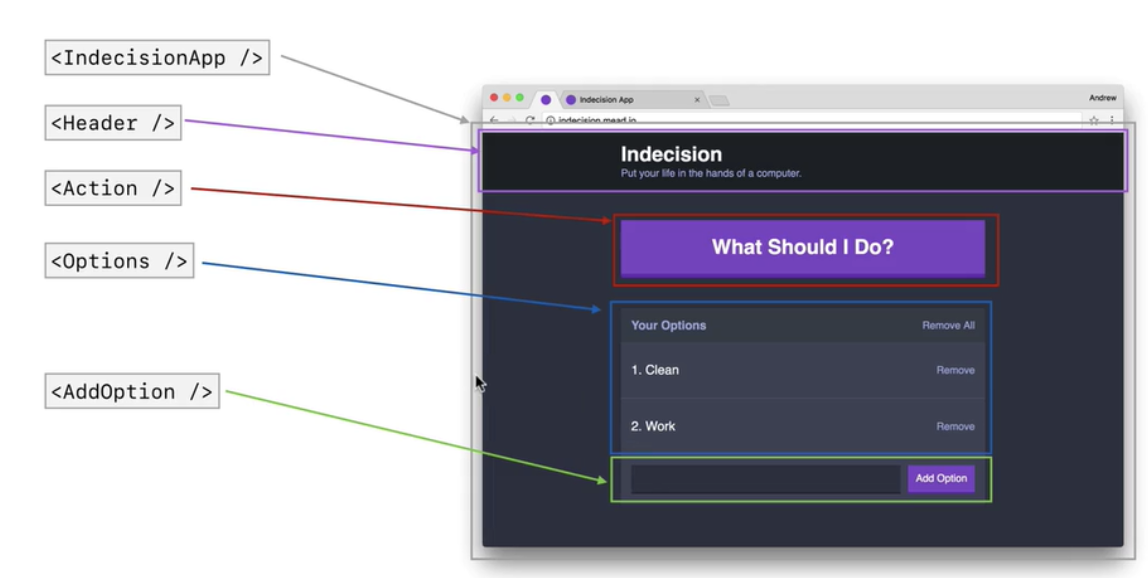 <IndecisionApp />
<Header />
<Action />
<Options />
<AddOption />
Indecision App
Andrew
indecision.mead.io
Indecision
Put your life in the hands of a computer.
What Should I Do?
Your Options Remove All
1. Clean Remove
2. Work Remove
Add Option